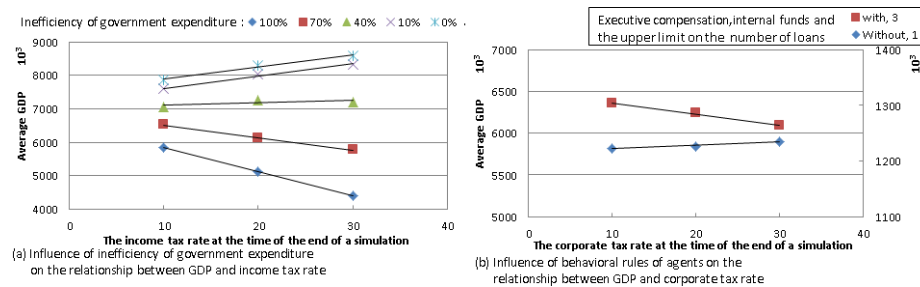 Inefficiency of government expenditure : 100% 70% 40% 10% 0%
9000
8000
7000
6000
5000
4000
10³
Average GDP
0 10 20 30 40
The income tax rate at the time of the end of a simulation
(a) Influence of inefficiency of government expenditure
on the relationship between GDP and income tax rate
Executive compensation,internal funds and
the upper limit on the number of loans
with, 3
Without, 1
7000
6500
6000
5500
5000
10³
Average GDP
1400
1300
1200
1100
10³
0 10 20 30 40
The corporate tax rate at the time of the end of a simulation
(b) Influence of behavioral rules of agents on the
relationship between GDP and corporate tax rate